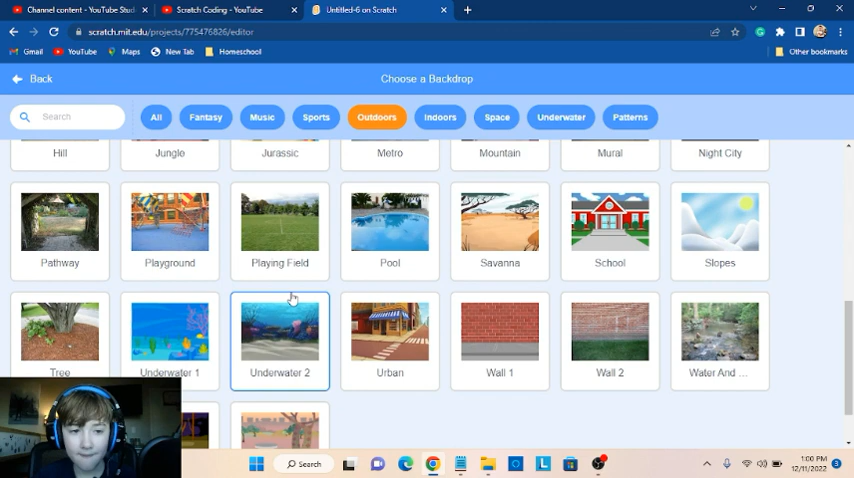 Channel content - YouTube Stud
Scratch Coding - YouTube
Untitled-6 on Scratch
scratch.mit.edu/projects/775476826/editor
Gmail
YouTube
Maps
New Tab
Homeschool
Other bookmarks
Back
Choose a Backdrop
Search
All
Fantasy
Music
Sports
Outdoors
Indoors
Space
Underwater
Patterns
Hill
Jungle
Jurassic
Metro
Mountain
Mural
Night City
Pathway
Playground
Playing Field
Pool
Savanna
School
Slopes
Tree
Underwater 1
Underwater 2
Urban
Wall 1
Wall 2
Water And ...
Search
1:00 PM
12/11/2022
3